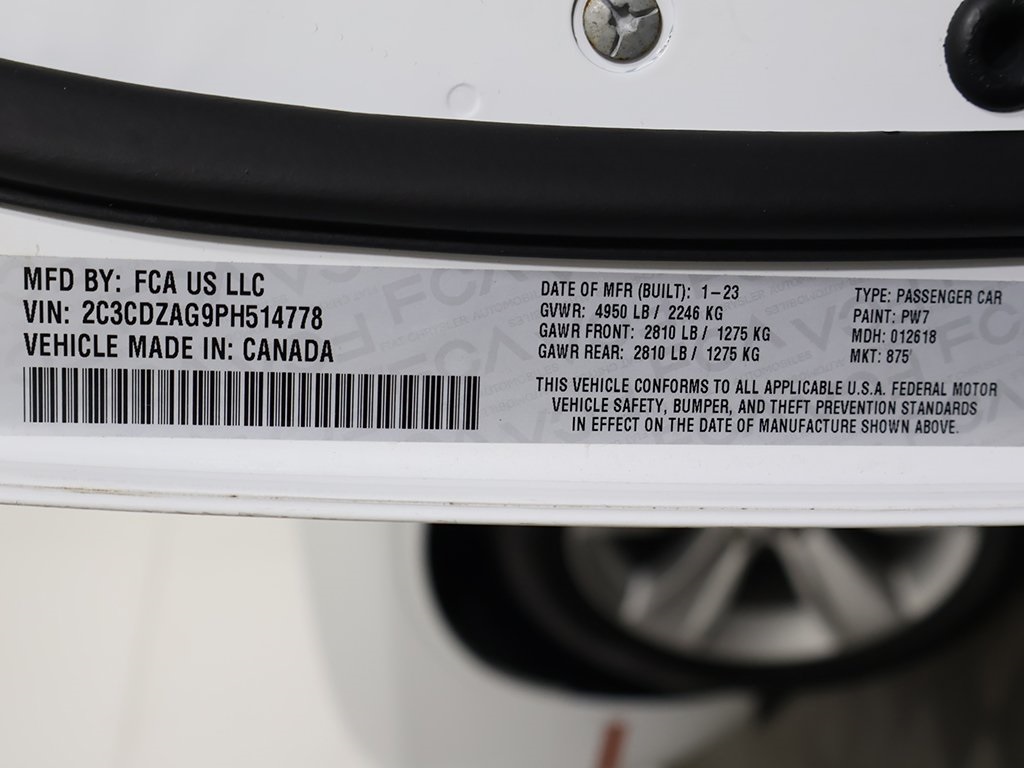 MFD BY: FCA US LLC
VIN: 2C3CDZAG9PH514778
VEHICLE MADE IN: CANADA
DATE OF MFR (BUILT): 1-23
GVWR: 4950 LB / 2246 KG
GAWR FRONT: 2810 LB / 1275 KG
GAWR REAR: 2810 LB / 1275 KG
TYPE: PASSENGER CAR
PAINT: PW7
MDH: 012618
MKT: 875
THIS VEHICLE CONFORMS TO ALL APPLICABLE U.S.A. FEDERAL MOTOR
VEHICLE SAFETY, BUMPER, AND THEFT PREVENTION STANDARDS
IN EFFECT ON THE DATE OF MANUFACTURE SHOWN ABOVE.